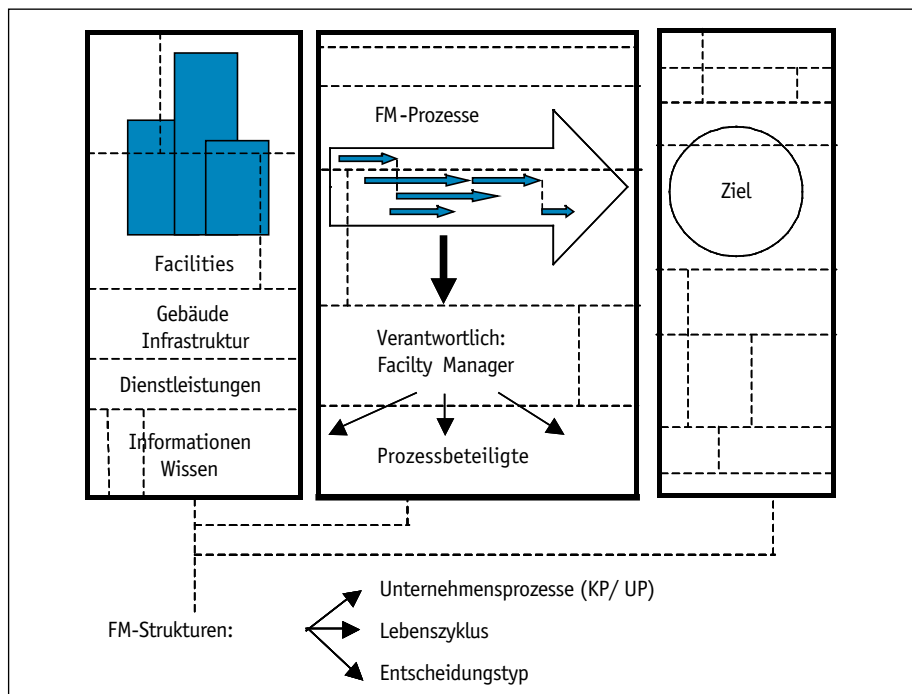 Facilities
Gebäude
Infrastruktur
Dienstleistungen
Informationen
Wissen
FM-Prozesse
Verantwortlich:
Facilty Manager
Prozessbeteiligte
Ziel
FM-Strukturen:
Unternehmensprozesse (KP/ UP)
Lebenszyklus
Entscheidungstyp